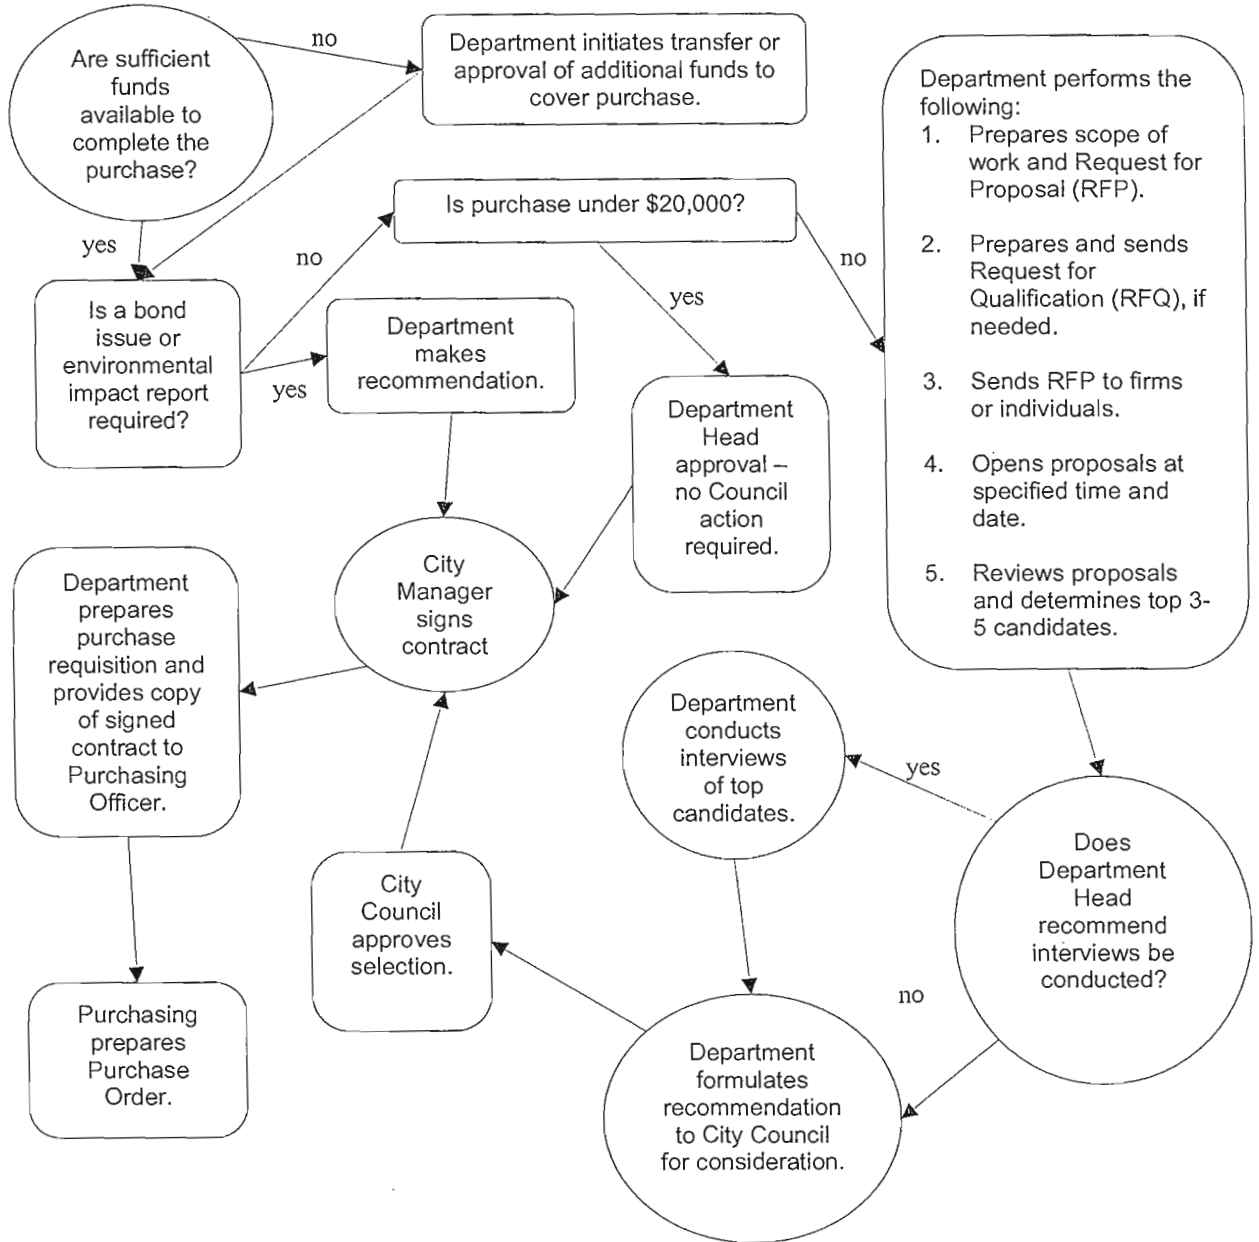 Are sufficient
funds
available to
complete the
purchase?
no
Department initiates transfer or
approval of additional funds to
cover purchase.
yes
Is a bond
issue or
environmental
impact report
required?
no
yes
Is purchase under $20,000?
yes
no
Department
makes
recommendation.
Department
Head
approval –
no Council
action
required.
Department performs the
following:
1. Prepares scope of
work and Request for
Proposal (RFP).
2. Prepares and sends
Request for
Qualification (RFQ), if
needed.
3. Sends RFP to firms
or individuals.
4. Opens proposals at
specified time and
date.
5. Reviews proposals
and determines top 3-
5 candidates.
City
Manager
signs
contract
Department
prepares
purchase
requisition and
provides copy
of signed
contract to
Purchasing
Officer.
Department
conducts
interviews
of top
candidates.
yes
Does
Department
Head
recommend
interviews be
conducted?
no
City
Council
approves
selection.
Department
formulates
recommendation
to City Council
for consideration.
Purchasing
prepares
Purchase
Order.